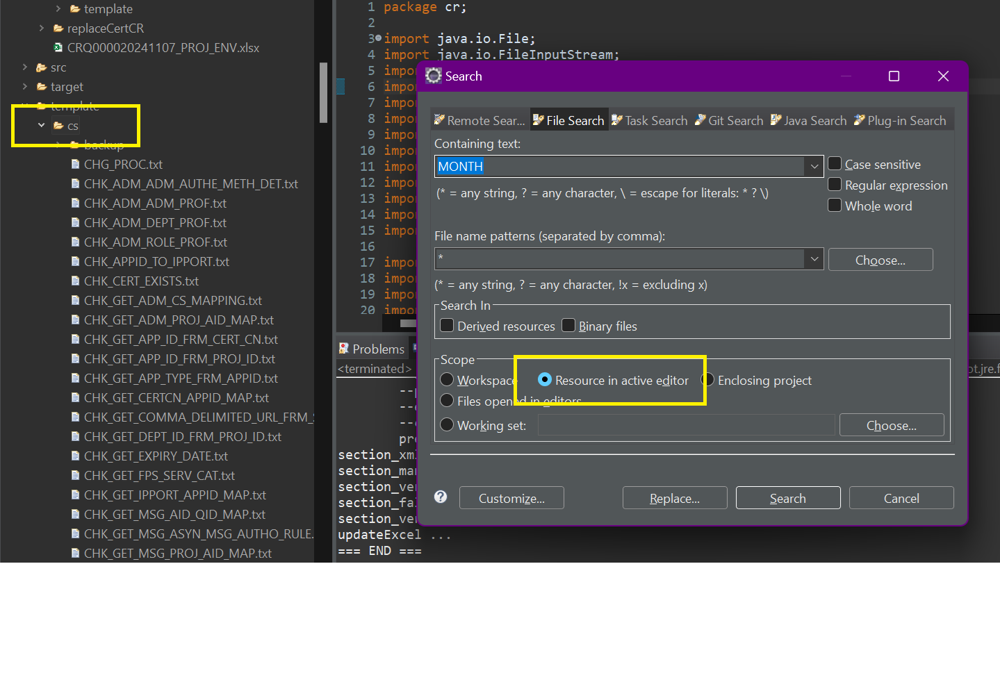 template
replaceCertCR
CRQ000020241107_PROJ_ENV.xlsx
src
target
template
cs
backup
CHG_PROC.txt
CHK_ADM_ADM_AUTHE_METH_DET.txt
CHK_ADM_ADM_PROF.txt
CHK_ADM_DEPT_PROF.txt
CHK_ADM_ROLE_PROF.txt
CHK_APPID_TO_IPPORT.txt
CHK_CERT_EXISTS.txt
CHK_GET_ADM_CS_MAPPING.txt
CHK_GET_ADM_PROJ_AID_MAP.txt
CHK_GET_APP_ID_FRM_CERT_CN.txt
CHK_GET_APP_ID_FRM_PROJ_ID.txt
CHK_GET_APP_TYPE_FRM_APPID.txt
CHK_GET_CERTCN_APPID_MAP.txt
CHK_GET_COMMA_DELIMITED_URL_FRM_
CHK_GET_DEPT_ID_FRM_PROJ_ID.txt
CHK_GET_EXPIRY_DATE.txt
CHK_GET_FPS_SERV_CAT.txt
CHK_GET_IPPORT_APPID_MAP.txt
CHK_GET_MSG_AID_QID_MAP.txt
CHK_GET_MSG_ASYN_MSG_AUTHO_RULE.
CHK_GET_MSG_PROJ_AID_MAP.txt
1 package cr;
2
3 import java.io.File;
4 import java.io.FileInputStream;
5 impo
6 impo
7 impo
8 impo
9 impo
10 impo
11 impo
12 impo
13 impo
14 impo
15 impo
16
17 impo
18 impo
19 impo
20 impo
Problems
<terminated> ot.jre.f
--p
--
--
pro
section_xm
section_man
section_ver
section_fa
section_ver
updateExcel ...
=== END ===
Search
Remote Sear... File Search Task Search Git Search Java Search Plug-in Search
Containing text:
MONTH
Case sensitive
(* = any string, ? = any character, \ = escape for literals: * ? \)
Regular expression
Whole word
File name patterns (separated by comma):
*
Choose...
(* = any string, ? = any character, !x = excluding x)
Search In
Derived resources Binary files
Scope
Workspace Resource in active editor Enclosing project
Files opened in editors
Working set: Choose...
Customize... Replace... Search Cancel